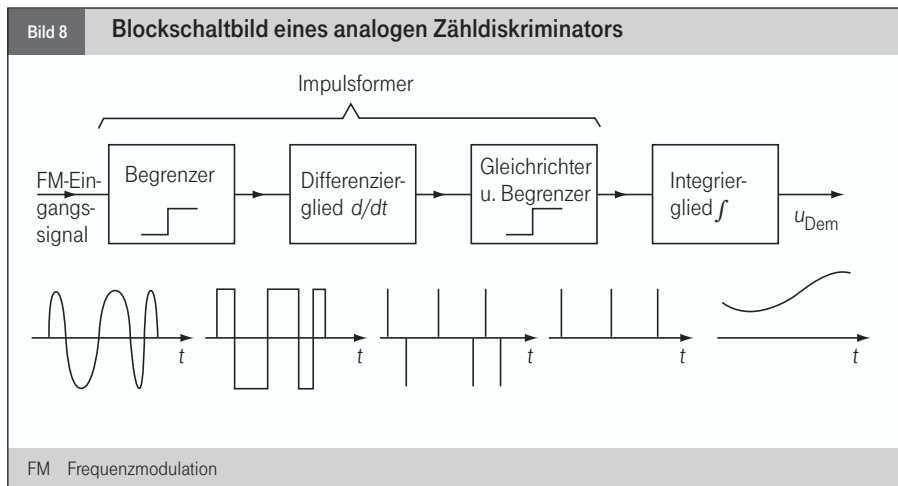 Bild 8
Blockschaltbild eines analogen Zähldiskriminators
Impulsformer
FM-Ein-
gangs-
signal
Begrenzer
Differenzier-
glied d/dt
Gleichrichter
u. Begrenzer
Integrier-
glied ∫
u_Dem
t
t
t
t
t
FM Frequenzmodulation